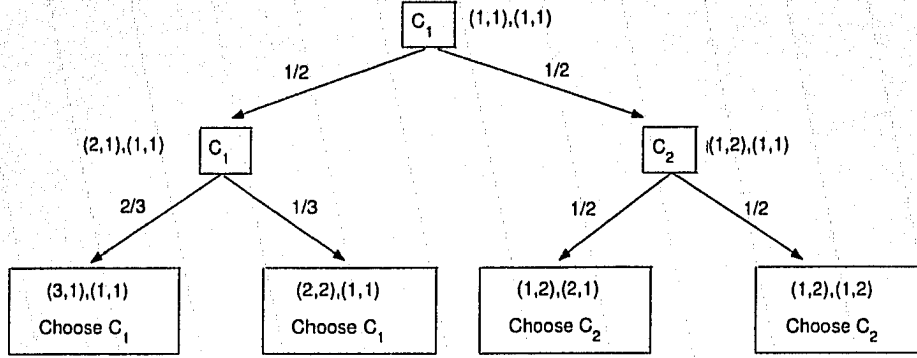 C1 (1,1),(1,1)
1/2 1/2
(2,1),(1,1) C1 C2 (1,2),(1,1)
2/3 1/3 1/2 1/2
(3,1),(1,1) (2,2),(1,1) (1,2),(2,1) (1,2),(1,2)
Choose C1 Choose C1 Choose C2 Choose C2